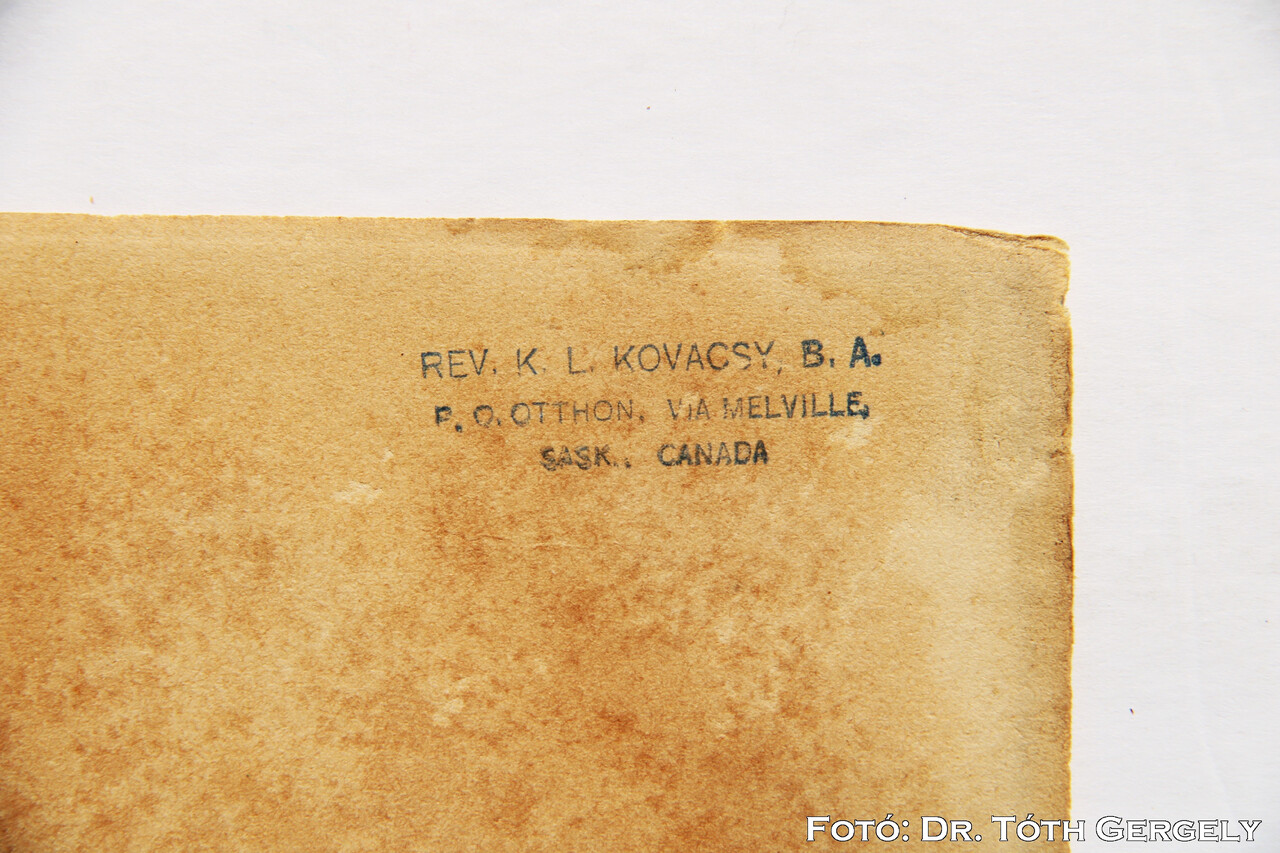 REV. K. L. KOVACSY, B. A.
P. O. OTTHON, VIA MELVILLE,
SASK., CANADA
FOTÓ: DR. TÓTH GERGELY